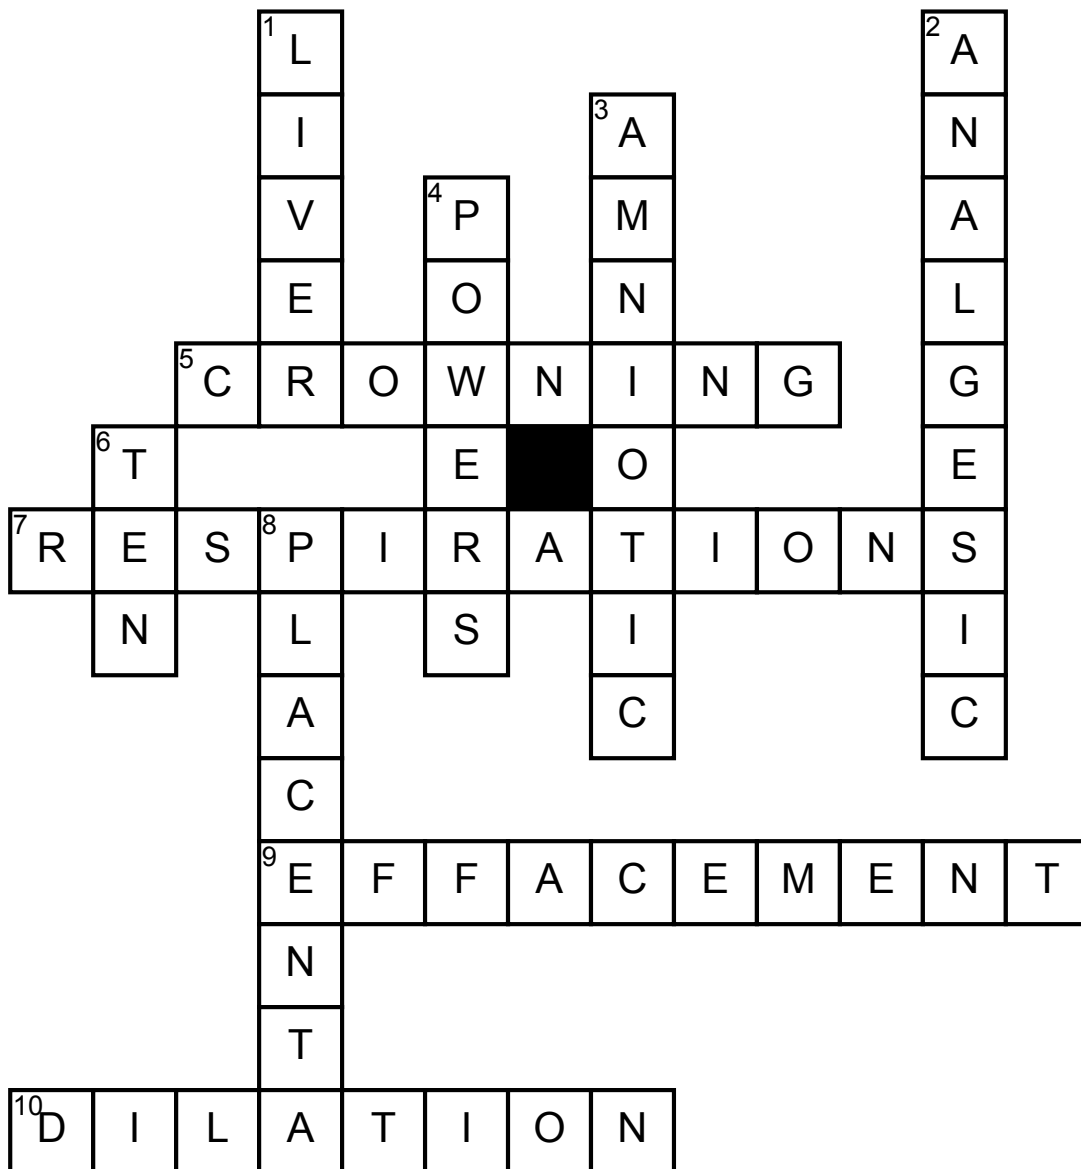 1 L 2 A
I 3 A N
V 4 P M A
E O N L
5 C R O W N I N G G
6 T E O E
7 R E S 8 P I R A T I O N S
N L S I I
A C C
C
9 E F F A C E M E N T
N
T
10 D I L A T I O N